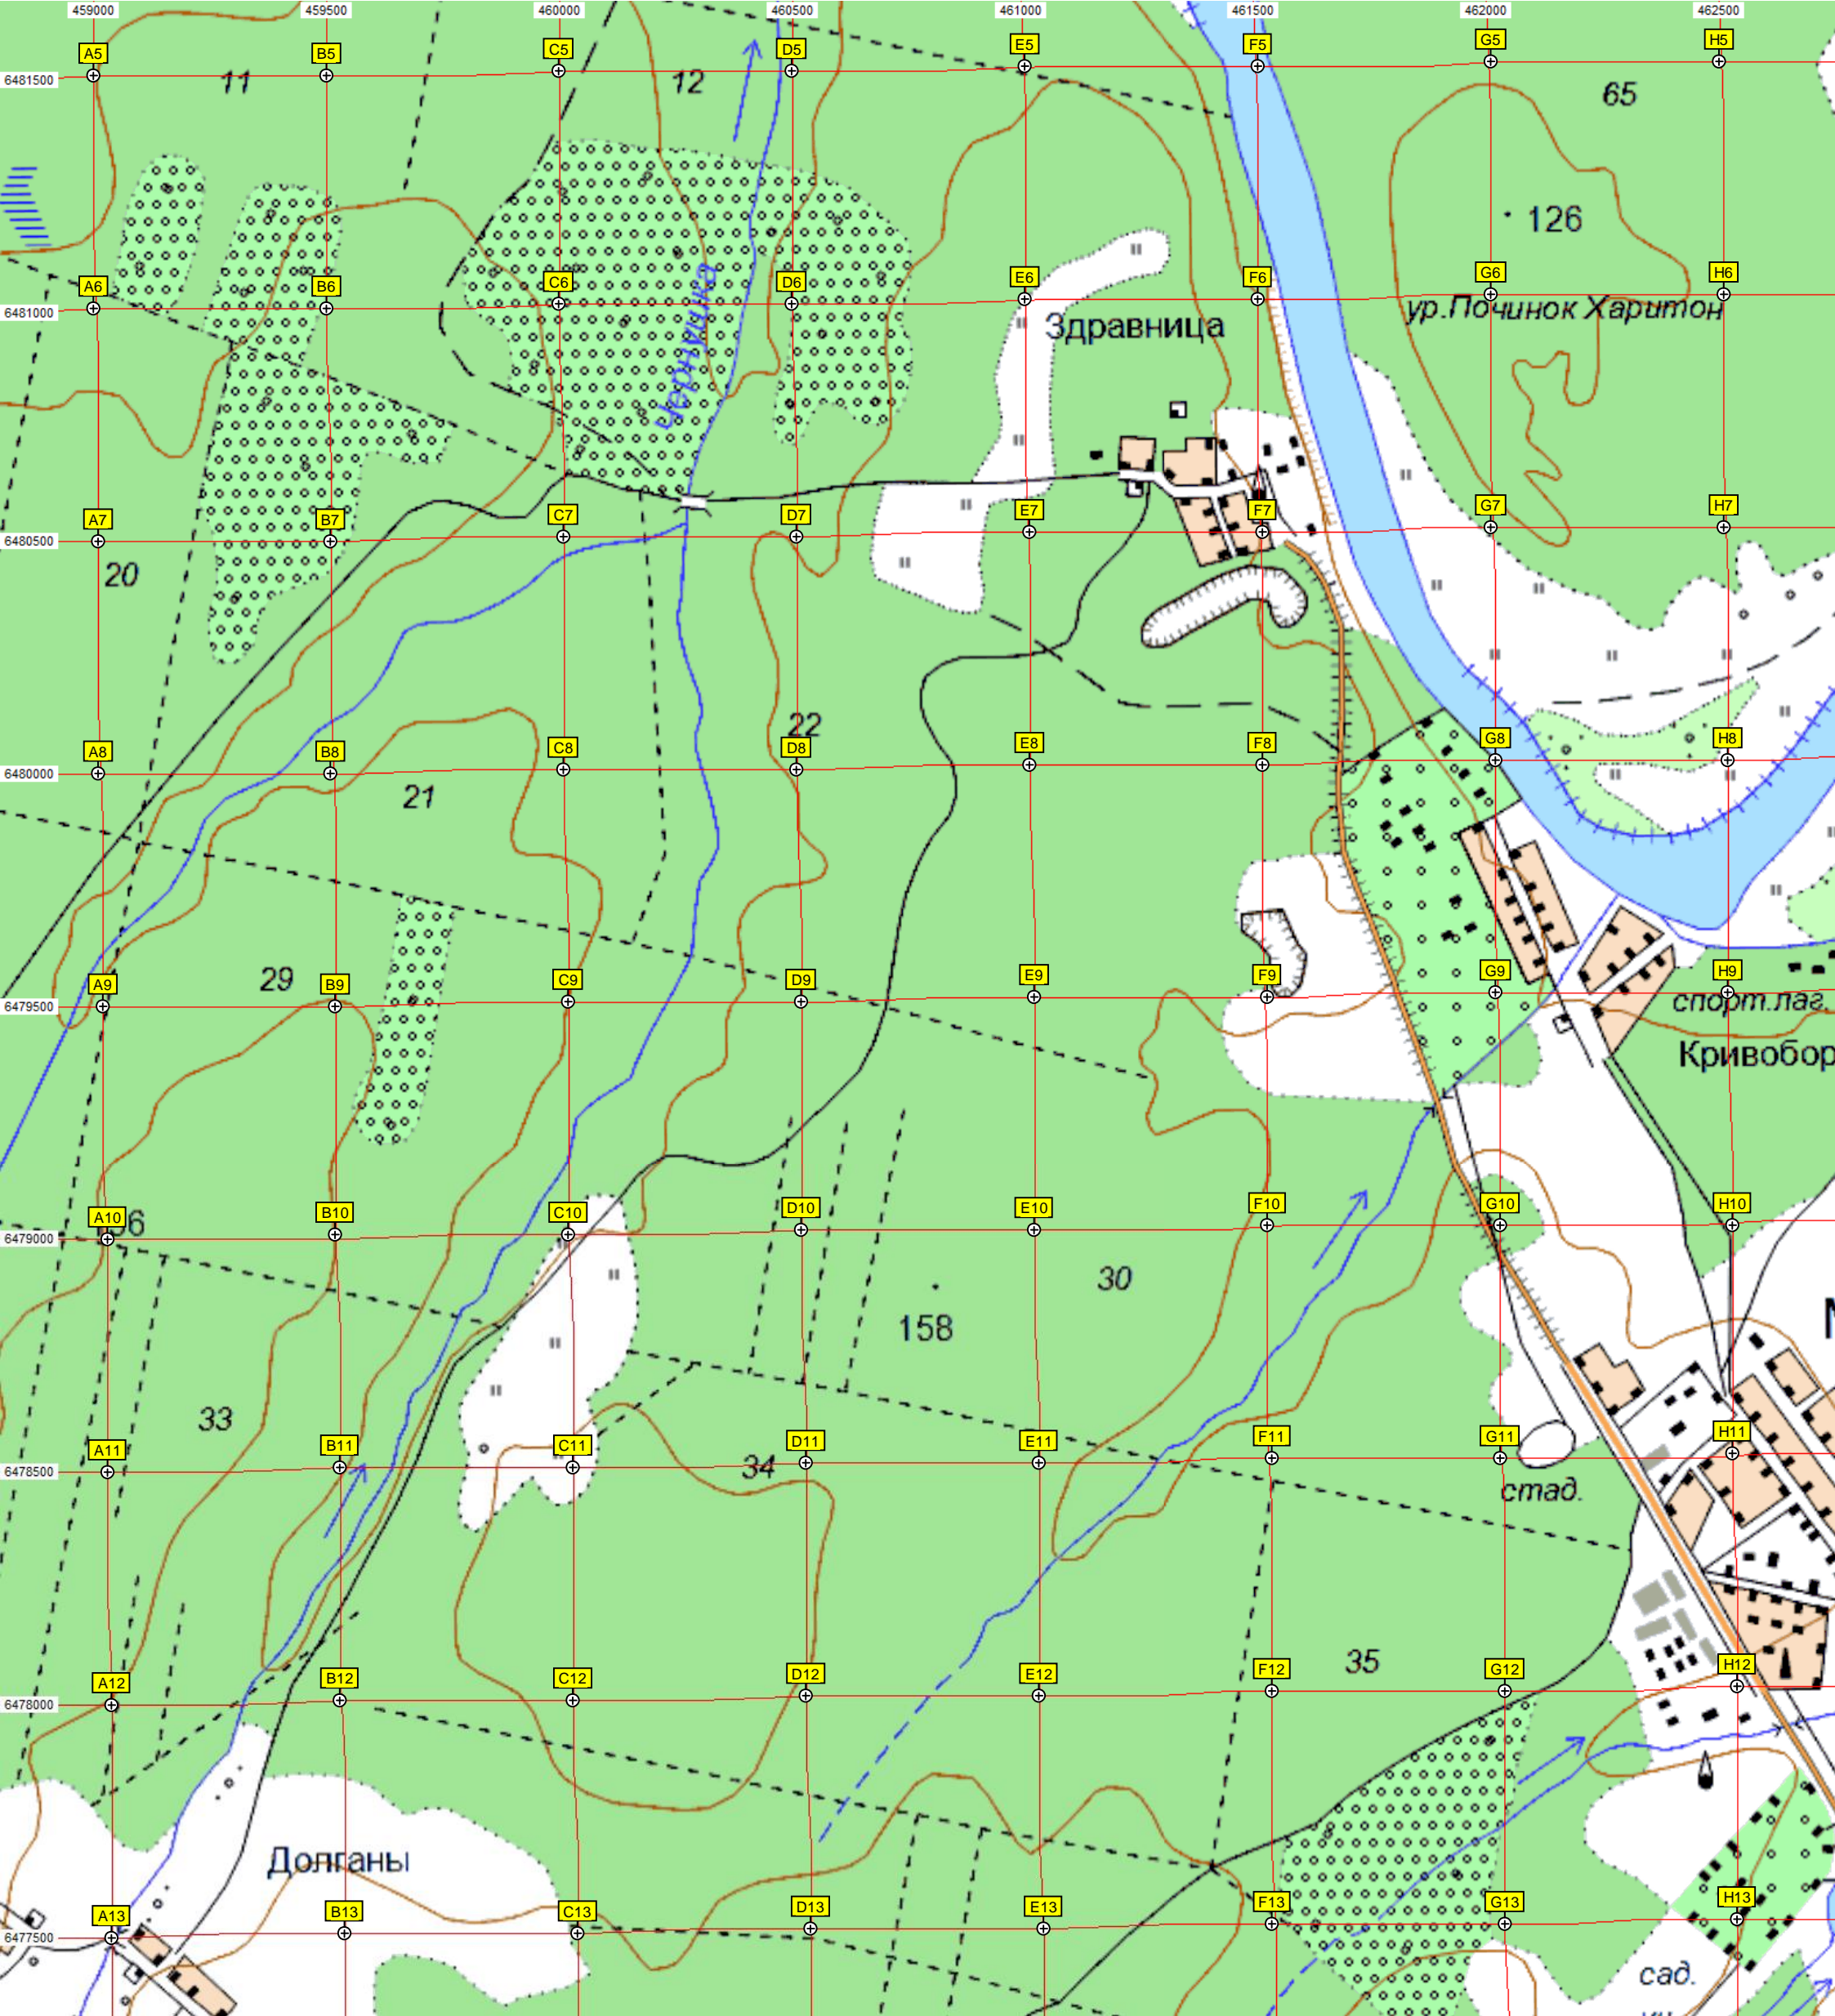 459000 459500 460000 460500 461000 461500 462000 462500
A5 B5 C5 D5 E5 F5 G5 H5
6481500
11 12 65
126
A6 B6 C6 D6 E6 F6 G6 H6
6481000
Чернушка
Здравница
ур.Починок Харитон
A7 B7 C7 D7 E7 F7 G7 H7
6480500
20
22
A8 B8 C8 D8 E8 F8 G8 H8
6480000
21
29
A9 B9 C9 D9 E9 F9 G9 H9
6479500
спорт.лаг.
Кривобор
A10 B10 C10 D10 E10 F10 G10 H10
6479000
30
158
33
A11 B11 C11 D11 E11 F11 G11 H11
6478500
34
стад.
35
A12 B12 C12 D12 E12 F12 G12 H12
6478000
Долганы
A13 B13 C13 D13 E13 F13 G13 H13
6477500
сад.